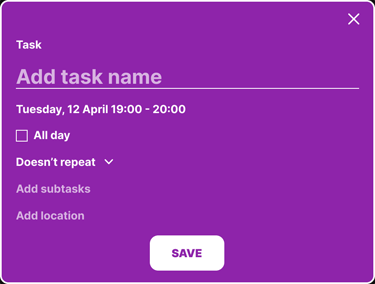 Task
Add task name
Tuesday, 12 April 19:00 - 20:00
All day
Doesn't repeat
Add subtasks
Add location
SAVE